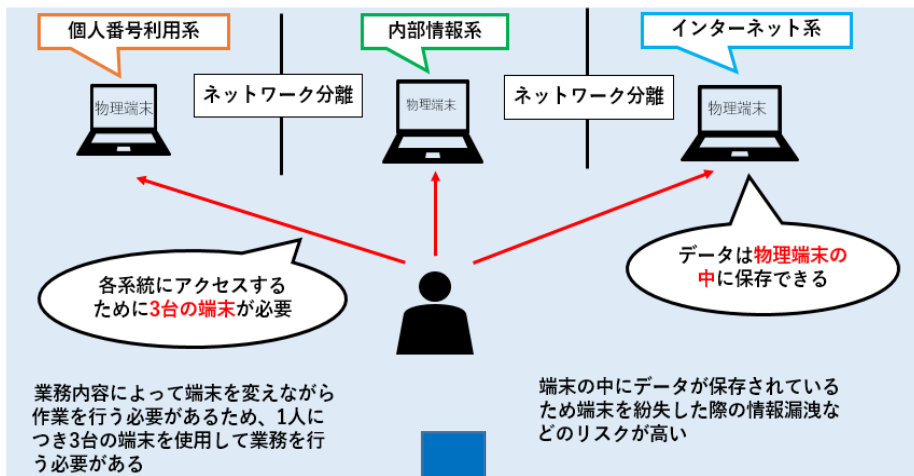 個人番号利用系
内部情報系
インターネット系
物理端末
ネットワーク分離
物理端末
ネットワーク分離
物理端末
各系統にアクセスする
ために3台の端末が必要
データは物理端末の
中に保存できる
業務内容によって端末を変えながら
作業を行う必要があるため、1人に
つき3台の端末を使用して業務を行
う必要がある
端末の中にデータが保存されている
ため端末を紛失した際の情報漏洩な
どのリスクが高い